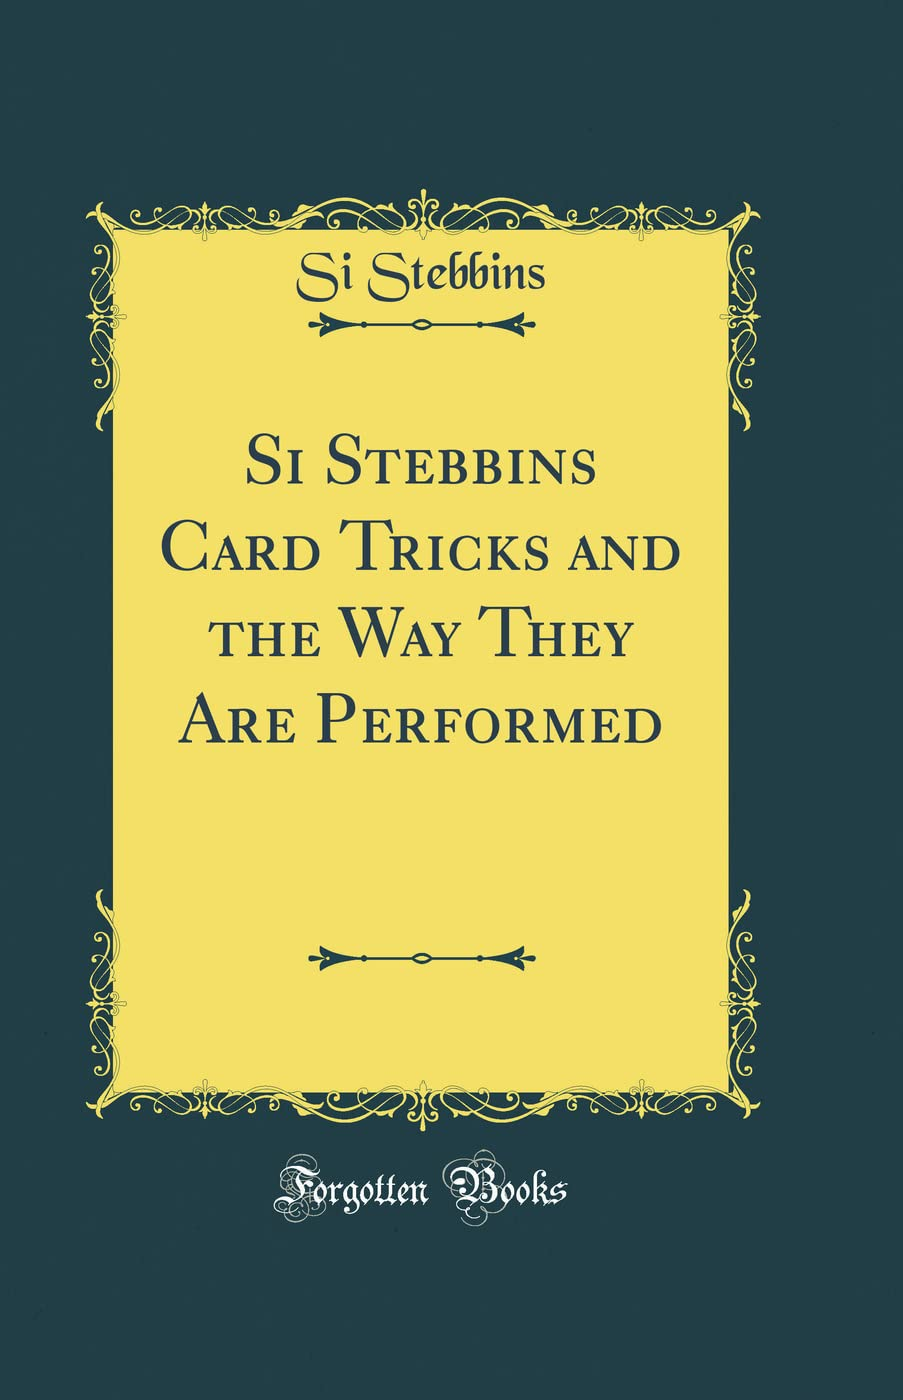 Si Stebbins
Si Stebbins
Card Tricks and
the Way They
Are Performed
Forgotten Books